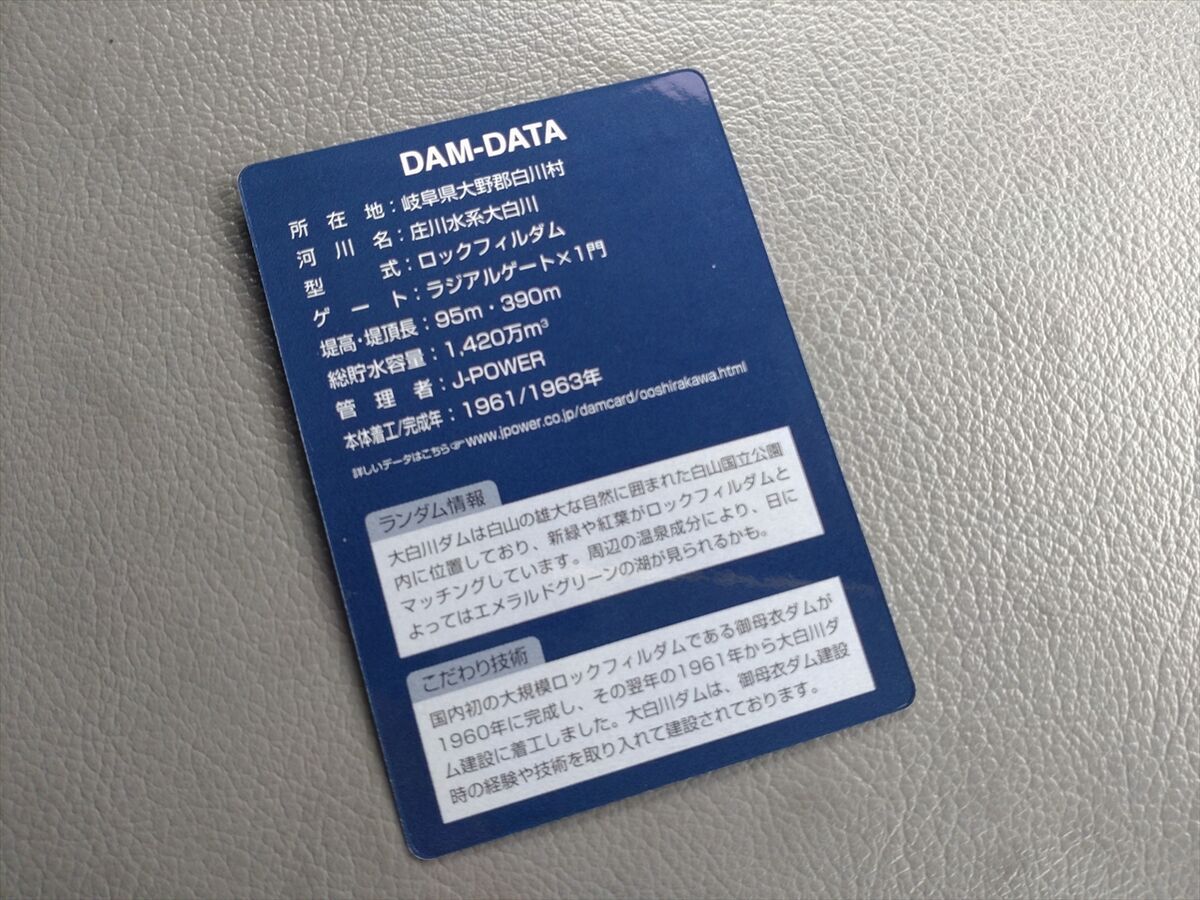 DAM-DATA
所在地：岐阜県大野郡白川村
河川名：庄川水系大白川
型式：ロックフィルダム
ゲート：ラジアルゲート×1門
堤高・堤頂長：95m・390m
総貯水容量：1,420万m³
管理者：J-POWER
本体着工/完成年：1961/1963年
詳しいデータはこちら☞www.jpower.co.jp/damcard/ooshirakawa.html
ランダム情報
大白川ダムは白山の雄大な自然に囲まれた白山国立公園
内に位置しており、新緑や紅葉がロックフィルダムと
マッチングしています。周辺の温泉成分により、日に
よってはエメラルドグリーンの湖が見られるかも。
こだわり技術
国内初の大規模ロックフィルダムである御母衣ダムが
1960年に完成し、その翌年の1961年から大白川ダ
ム建設に着工しました。大白川ダムは、御母衣ダム建設
時の経験や技術を取り入れて建設されております。